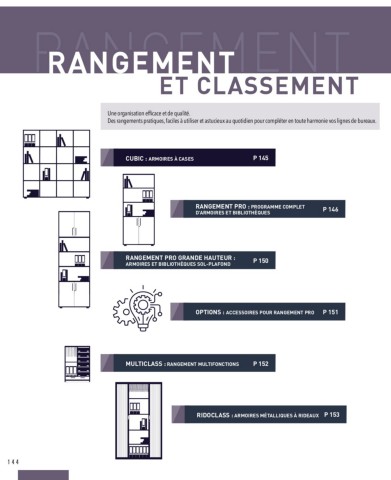 RANGEMENT
RANGEMENT
ET CLASSEMENT
Une organisation efficace et de qualité.
Des rangements pratiques, faciles à utiliser et astucieux au quotidien pour compléter en toute harmonie vos lignes de bureaux.
CUBIC : ARMOIRES À CASES P 145
RANGEMENT PRO : PROGRAMME COMPLET
D'ARMOIRES ET BIBLIOTHÈQUES P 146
RANGEMENT PRO GRANDE HAUTEUR :
ARMOIRES ET BIBLIOTHÈQUES SOL-PLAFOND P 150
OPTIONS : ACCESSOIRES POUR RANGEMENT PRO P 151
MULTICLASS : RANGEMENT MULTIFONCTIONS P 152
RIDOCLASS : ARMOIRES MÉTALLIQUES À RIDEAUX P 153
144